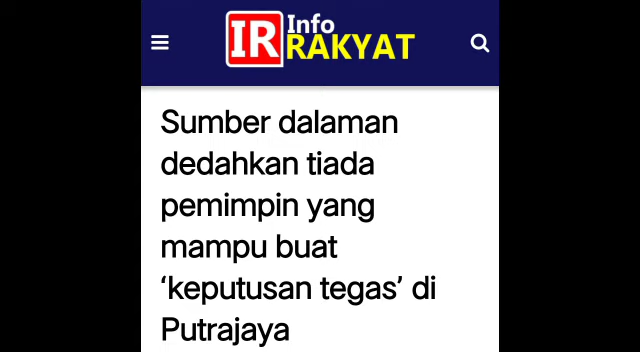 IR Info
RAKYAT
Sumber dalaman
dedahkan tiada
pemimpin yang
mampu buat
‘keputusan tegas’ di
Putrajaya